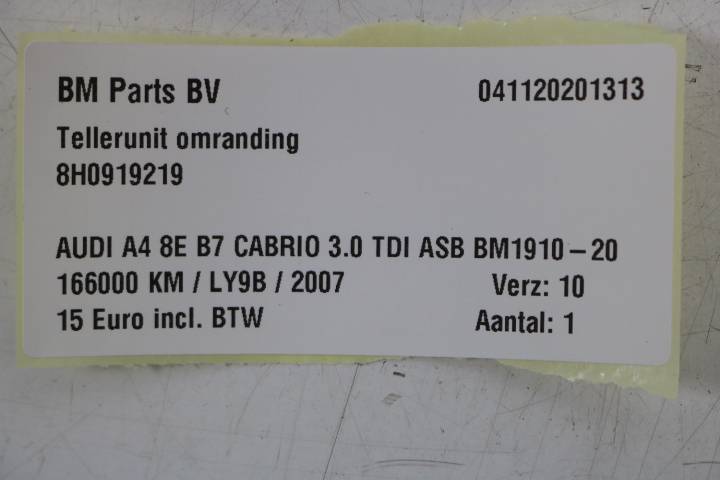 BM Parts BV 041120201313
Tellerunit omranding
8H0919219
AUDI A4 8E B7 CABRIO 3.0 TDI ASB BM1910-20
166000 KM / LY9B / 2007 Verz: 10
15 Euro incl. BTW Aantal: 1